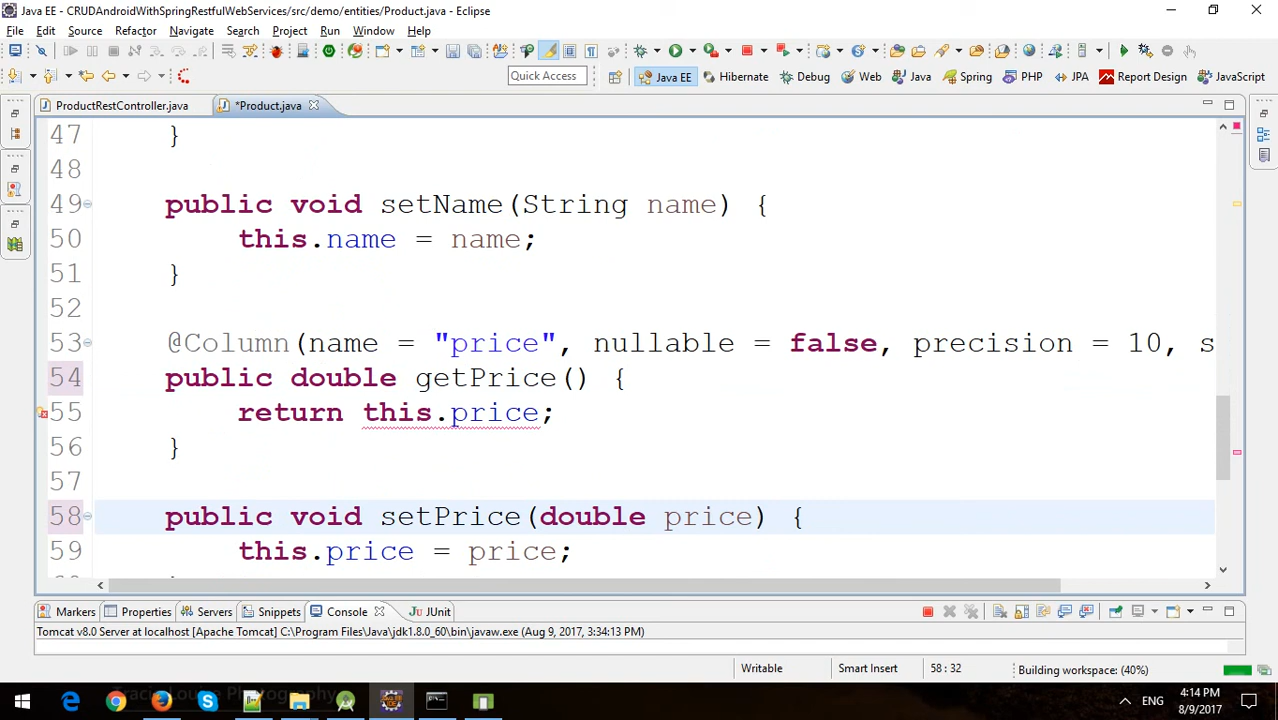 Java EE - CRUDAndroidWithSpringRestfulWebServices/src/demo/entities/Product.java - Eclipse
File Edit Source Refactor Navigate Search Project Run Window Help
Quick Access Java EE Hibernate Debug Web Java Spring PHP JPA Report Design JavaScript
ProductRestController.java *Product.java
47 }
48
49 public void setName(String name) {
50 this.name = name;
51 }
52
53 @Column(name = "price", nullable = false, precision = 10, s
54 public double getPrice() {
55 return this.price;
56 }
57
58 public void setPrice(double price) {
59 this.price = price;
Markers Properties Servers Snippets Console JUnit
Tomcat v8.0 Server at localhost [Apache Tomcat] C:\Program Files\Java\jdk1.8.0_60\bin\javaw.exe (Aug 9, 2017, 3:34:13 PM)
Writable Smart Insert 58 : 32 Building workspace: (40%)
ENG 4:14 PM
8/9/2017